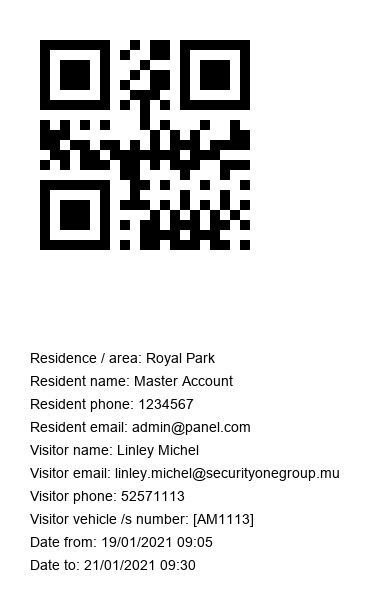 Residence / area: Royal Park
Resident name: Master Account
Resident phone: 1234567
Resident email: admin@panel.com
Visitor name: Linley Michel
Visitor email: linley.michel@securityonegroup.mu
Visitor phone: 52571113
Visitor vehicle /s number: [AM1113]
Date from: 19/01/2021 09:05
Date to: 21/01/2021 09:30